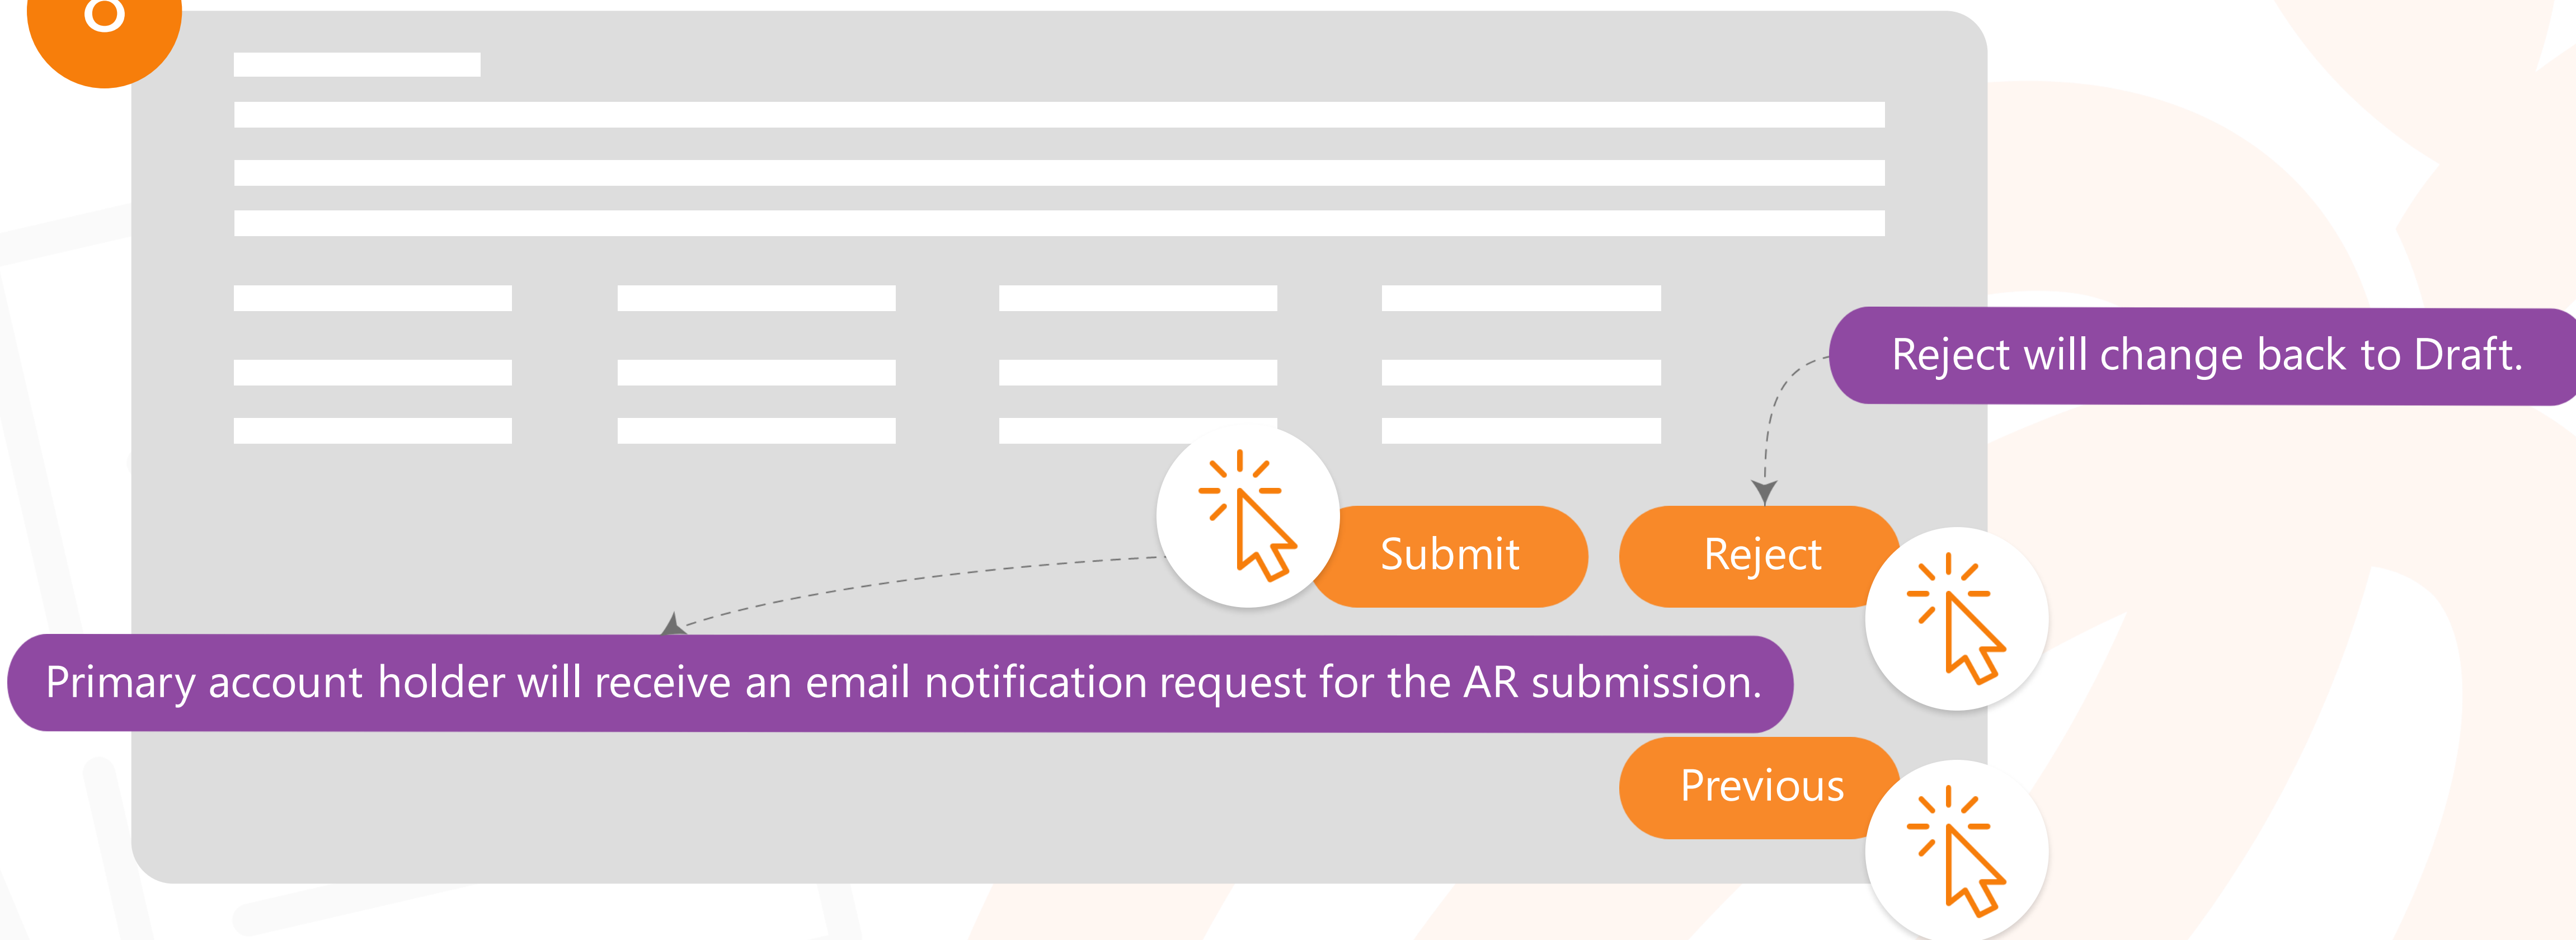 Reject will change back to Draft.
Submit
Reject
Primary account holder will receive an email notification request for the AR submission.
Previous